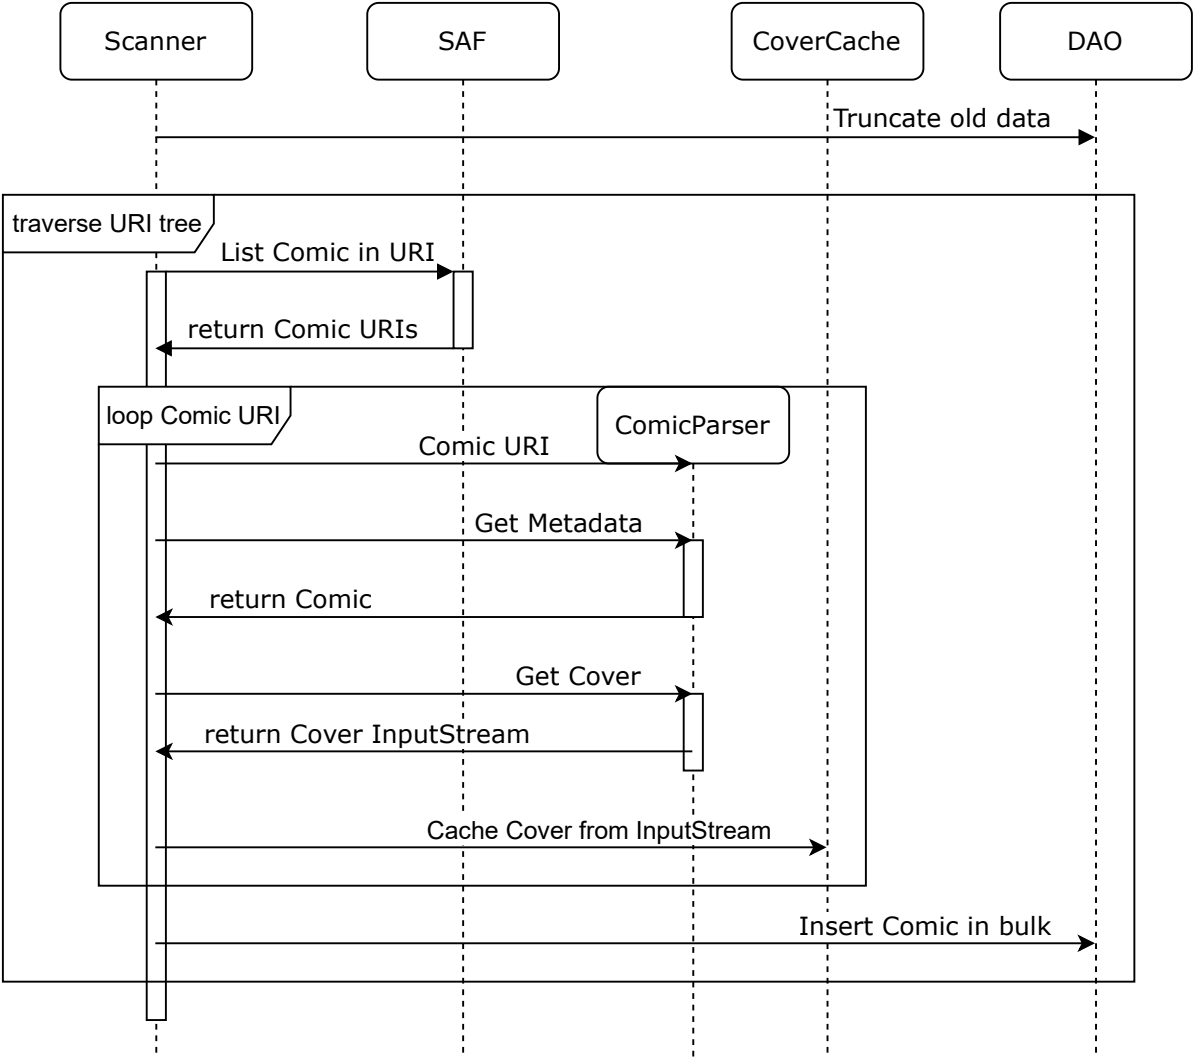 Scanner
SAF
CoverCache
DAO
Truncate old data
traverse URI tree
List Comic in URI
return Comic URIs
loop Comic URI
ComicParser
Comic URI
Get Metadata
return Comic
Get Cover
return Cover InputStream
Cache Cover from InputStream
Insert Comic in bulk